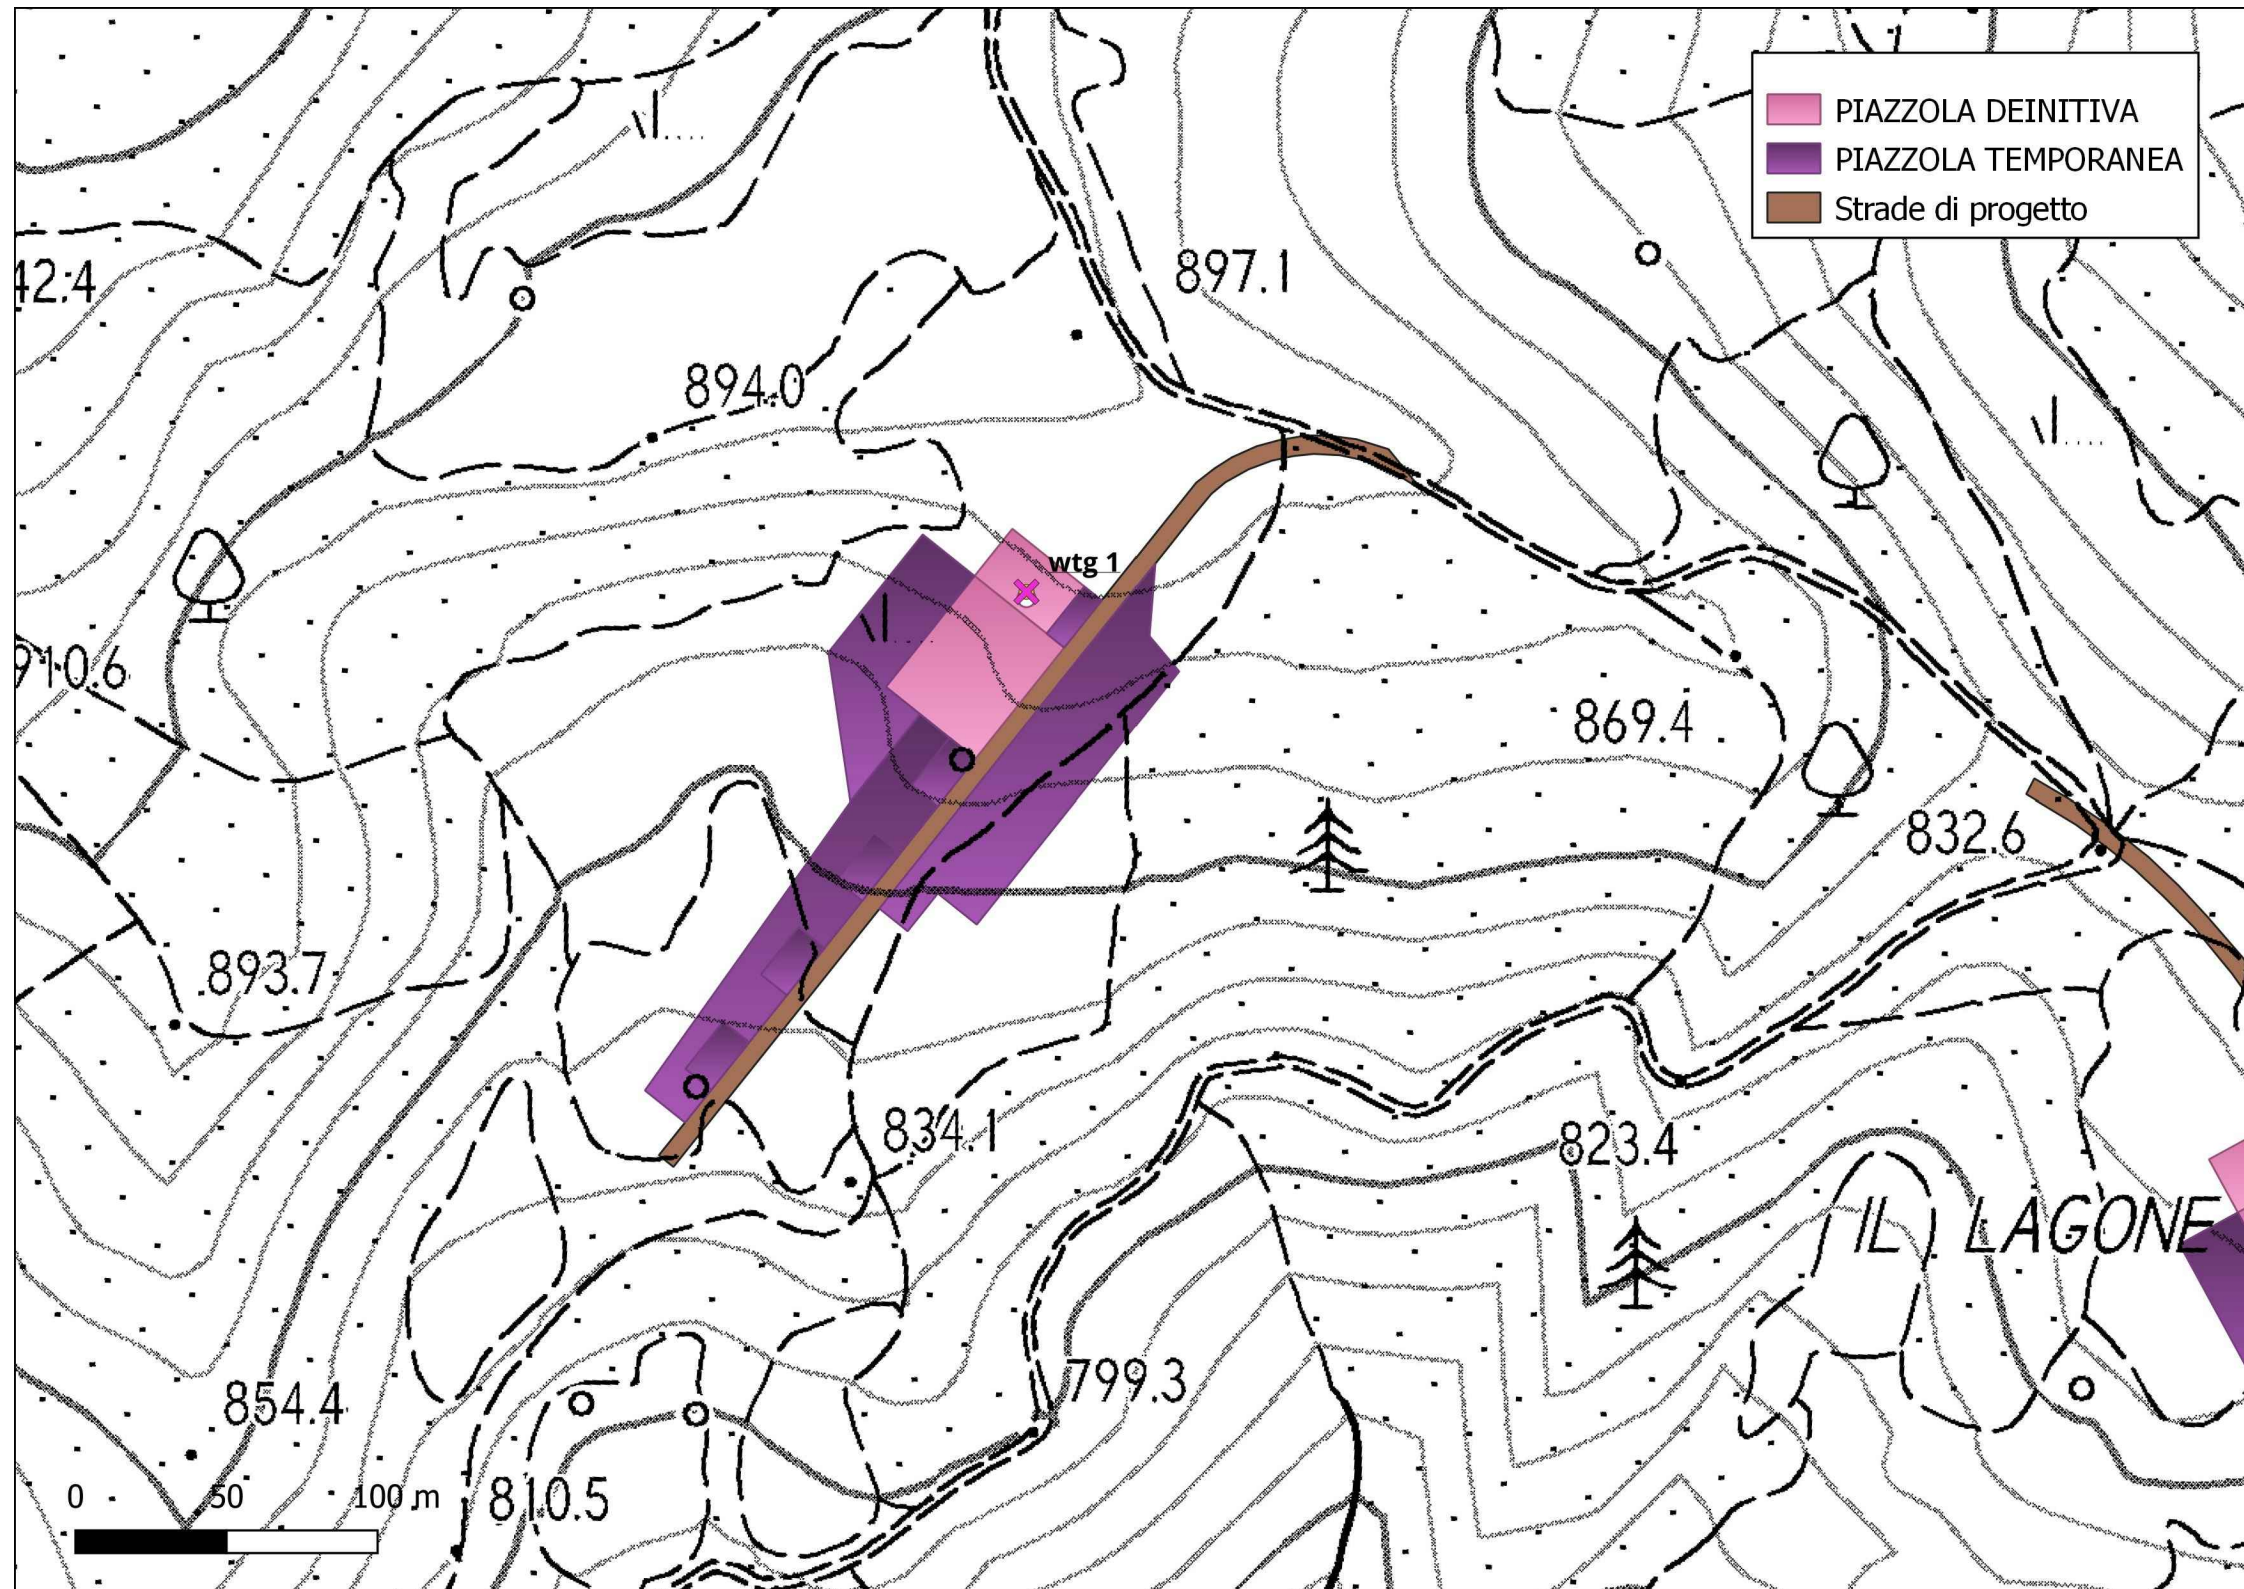 PIAZZOLA DEINITIVA
PIAZZOLA TEMPORANEA
Strade di progetto
897.1
42.4
894.0
wtg 1
910.6
869.4
832.6
893.7
834.1
823.4
IL LAGONE
799.3
854.4
810.5
0 50 100 m